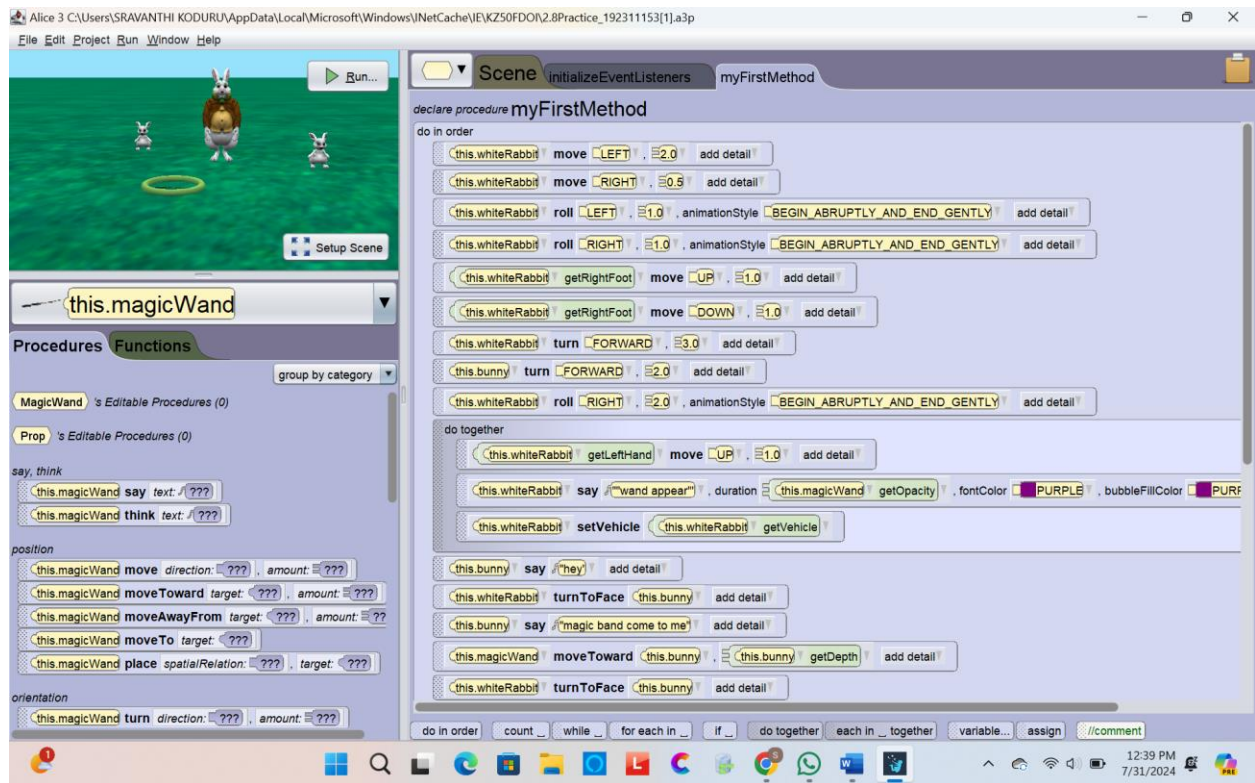 Alice 3 C:\Users\SRAVANTHI KODURU\AppData\Local\Microsoft\Windows\INetCache\IE\KZ50FDOI\2.8Practice_192311153[1].a3p
File Edit Project Run Window Help
Run...
Setup Scene
this.magicWand
Procedures Functions
group by category
MagicWand 's Editable Procedures (0)
Prop 's Editable Procedures (0)
say, think
this.magicWand say text: ???
this.magicWand think text: ???
position
this.magicWand move direction: ??? , amount: ???
this.magicWand moveToward target: ??? , amount: ???
this.magicWand moveAwayFrom target: ??? , amount: ??
this.magicWand moveTo target: ???
this.magicWand place spatialRelation: ??? , target: ???
orientation
this.magicWand turn direction: ??? , amount: ???
Scene initializeEventListeners myFirstMethod
declare procedure myFirstMethod
do in order
this.whiteRabbit move LEFT , 2.0 add detail
this.whiteRabbit move RIGHT , 0.5 add detail
this.whiteRabbit roll LEFT , 1.0 , animationStyle BEGIN_ABRUPTLY_AND_END_GENTLY add detail
this.whiteRabbit roll RIGHT , 1.0 , animationStyle BEGIN_ABRUPTLY_AND_END_GENTLY add detail
this.whiteRabbit getRightFoot move UP , 1.0 add detail
this.whiteRabbit getRightFoot move DOWN , 1.0 add detail
this.whiteRabbit turn FORWARD , 3.0 add detail
this.bunny turn FORWARD , 2.0 add detail
this.whiteRabbit roll RIGHT , 2.0 , animationStyle BEGIN_ABRUPTLY_AND_END_GENTLY add detail
do together
this.whiteRabbit getLeftHand move UP , 1.0 add detail
this.whiteRabbit say ""wand appear"" , duration this.magicWand getOpacity , fontColor PURPLE , bubbleFillColor PURP
this.whiteRabbit setVehicle this.whiteRabbit getVehicle
this.bunny say "hey" add detail
this.whiteRabbit turnToFace this.bunny add detail
this.bunny say "magic band come to me" add detail
this.magicWand moveToward this.bunny , this.bunny getDepth add detail
this.whiteRabbit turnToFace this.bunny add detail
do in order count _ while _ for each in _ if _ do together each in _ together variable... assign //comment
12:39 PM
7/31/2024